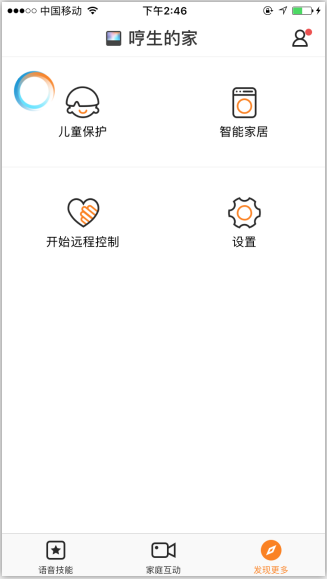 中国移动 下午2:46
哼生的家
儿童保护 智能家居
开始远程控制 设置
语音技能 家庭互动 发现更多